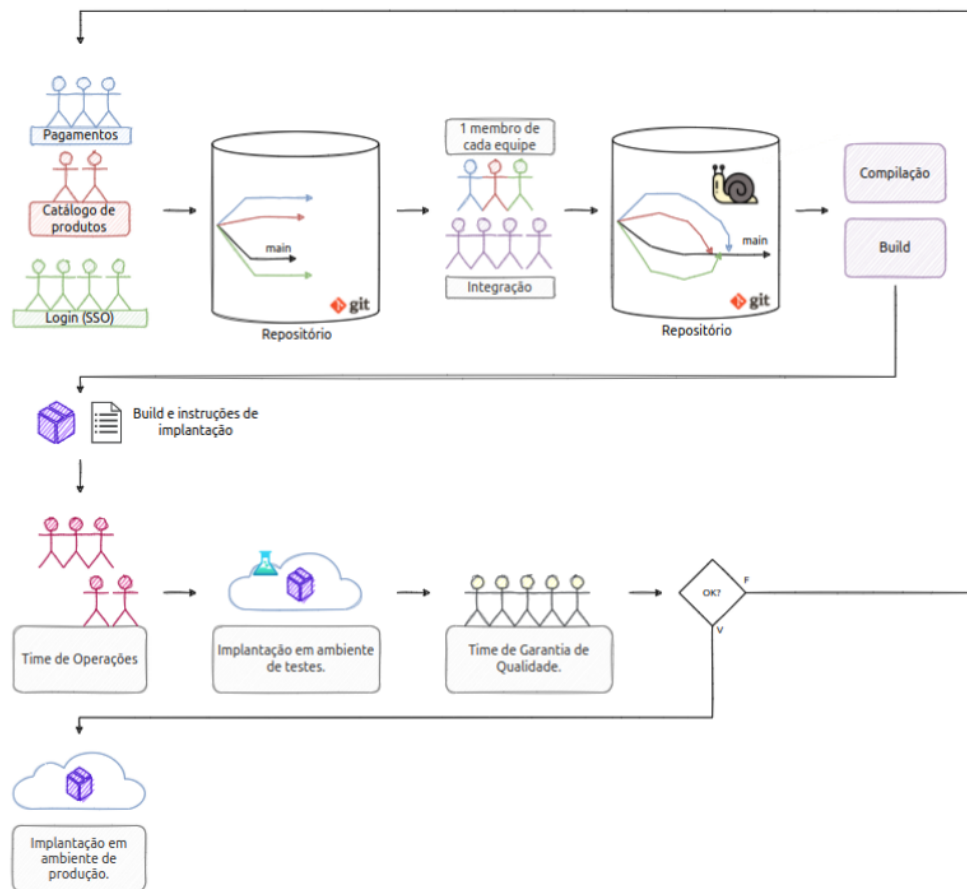 Pagamentos
Catálogo de
produtos
Login (SSO)
main
git
Repositório
1 membro de
cada equipe
Integração
main
git
Repositório
Compilação
Build
Build e instruções de
implantação
Time de Operações
Implantação em ambiente
de testes.
Time de Garantia de
Qualidade.
OK?
F
V
Implantação em
ambiente de
produção.